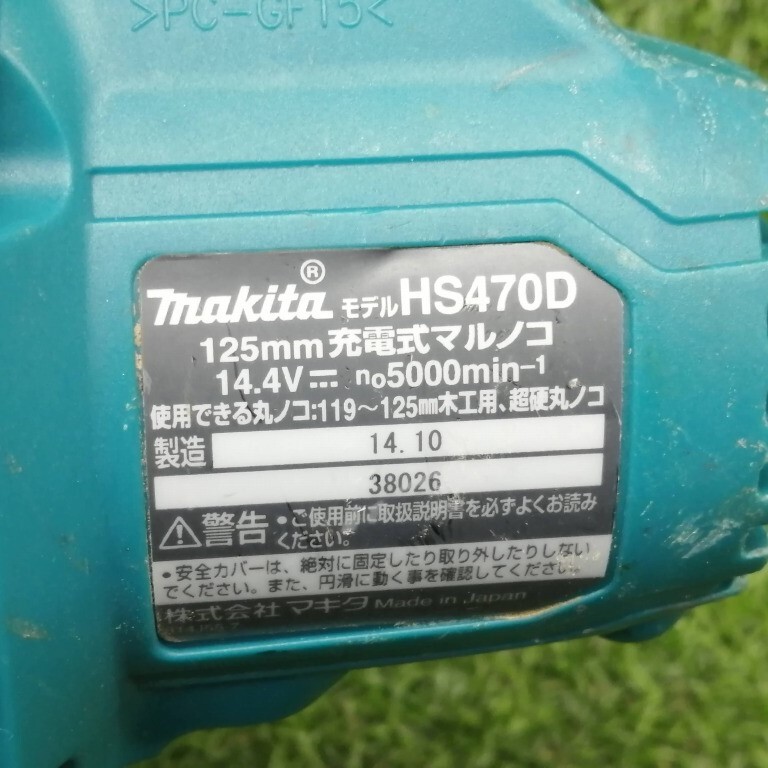 >PC-GF15<
makita® モデルHS470D
125mm充電式マルノコ
14.4V⎓ n₀5000min⁻¹
使用できる丸ノコ:119〜125㎜木工用、超硬丸ノコ
製造 14.10
38026
⚠警告 •ご使用前に取扱説明書を必ずよくお読み
ください。
•安全カバーは、絶対に固定したり取り外したりしない
でください。また、円滑に動く事を確認してください。
株式会社 マキタ Made in Japan